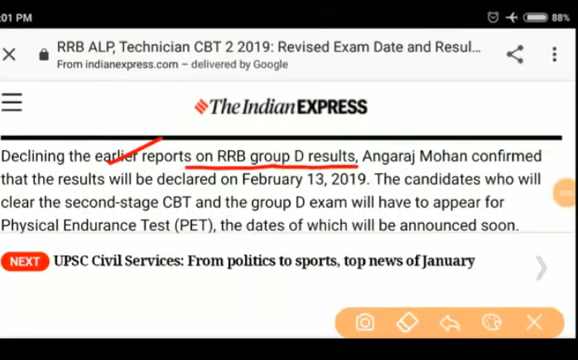 :01 PM
88%
RRB ALP, Technician CBT 2 2019: Revised Exam Date and Resul...
From indianexpress.com – delivered by Google
The Indian EXPRESS
Declining the earlier reports on RRB group D results, Angaraj Mohan confirmed
that the results will be declared on February 13, 2019. The candidates who will
clear the second-stage CBT and the group D exam will have to appear for
Physical Endurance Test (PET), the dates of which will be announced soon.
NEXT UPSC Civil Services: From politics to sports, top news of January